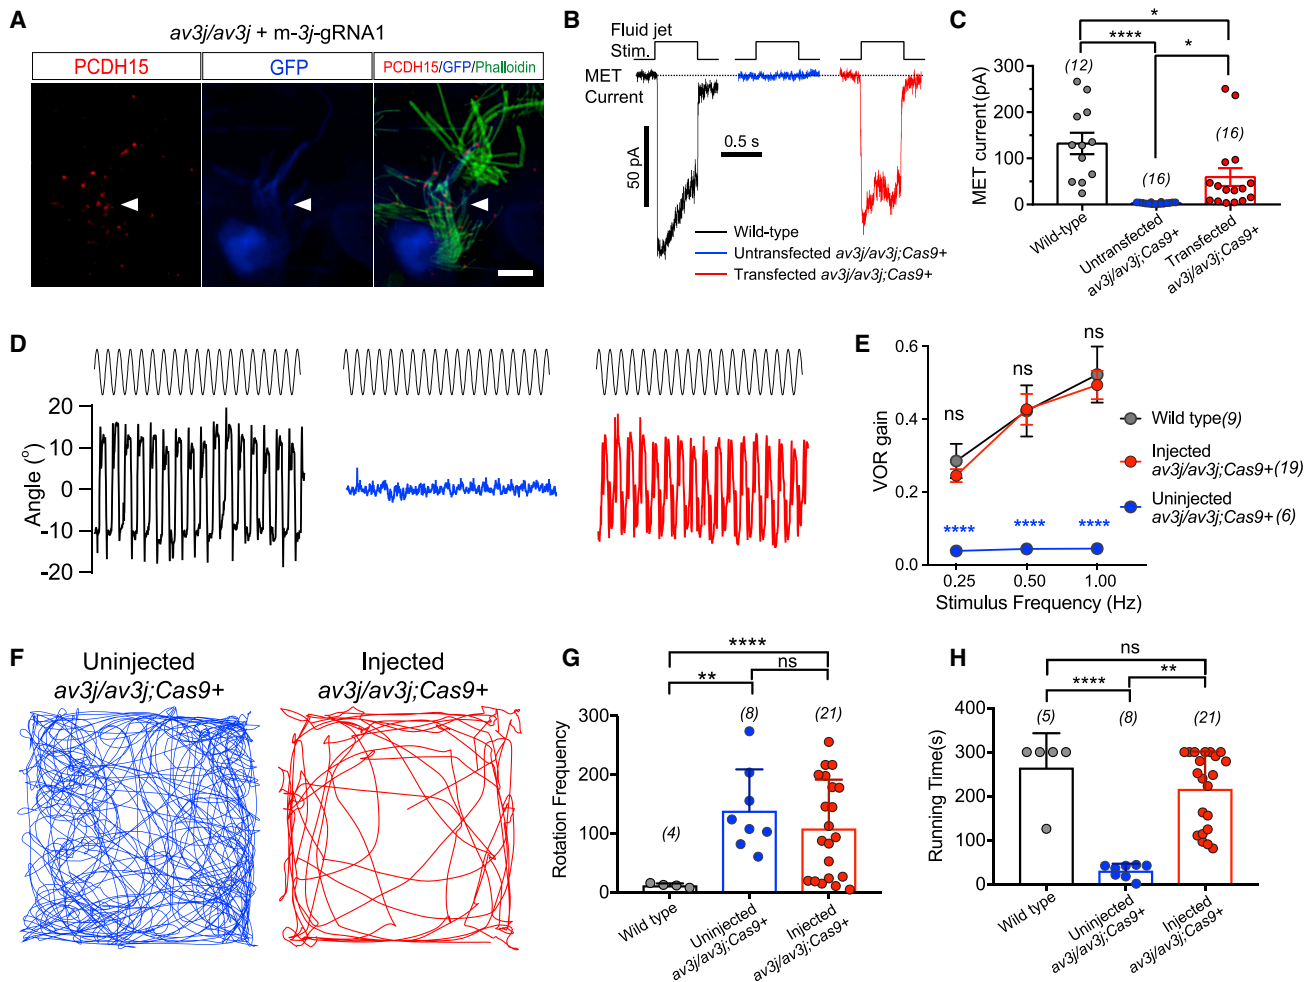 A
av3j/av3j + m-3j-gRNA1
PCDH15
GFP
PCDH15/GFP/Phalloidin
B
Fluid jet
Stim.
MET
Current
50 pA
0.5 s
Wild-type
Untransfected av3j/av3j;Cas9+
Transfected av3j/av3j;Cas9+
C
*
****
*
(12)
(16)
(16)
MET current(pA)
300
200
100
0
Wild-type
Untransfected
av3j/av3j;Cas9+
Transfected
av3j/av3j;Cas9+
D
Angle (°)
20
10
0
-10
-20
E
VOR gain
0.6
0.4
0.2
0.0
ns
ns
ns
****
****
****
0.25
0.50
1.00
Stimulus Frequency (Hz)
Wild type(9)
Injected
av3j/av3j;Cas9+(19)
Uninjected
av3j/av3j;Cas9+(6)
F
Uninjected
av3j/av3j;Cas9+
Injected
av3j/av3j;Cas9+
G
****
**
ns
(4)
(8)
(21)
Rotation Frequency
300
200
100
0
Wild type
Uninjected
av3j/av3j;Cas9+
Injected
av3j/av3j;Cas9+
H
ns
****
**
(5)
(8)
(21)
Running Time(s)
400
300
200
100
0
Wild type
Uninjected
av3j/av3j;Cas9+
Injected
av3j/av3j;Cas9+